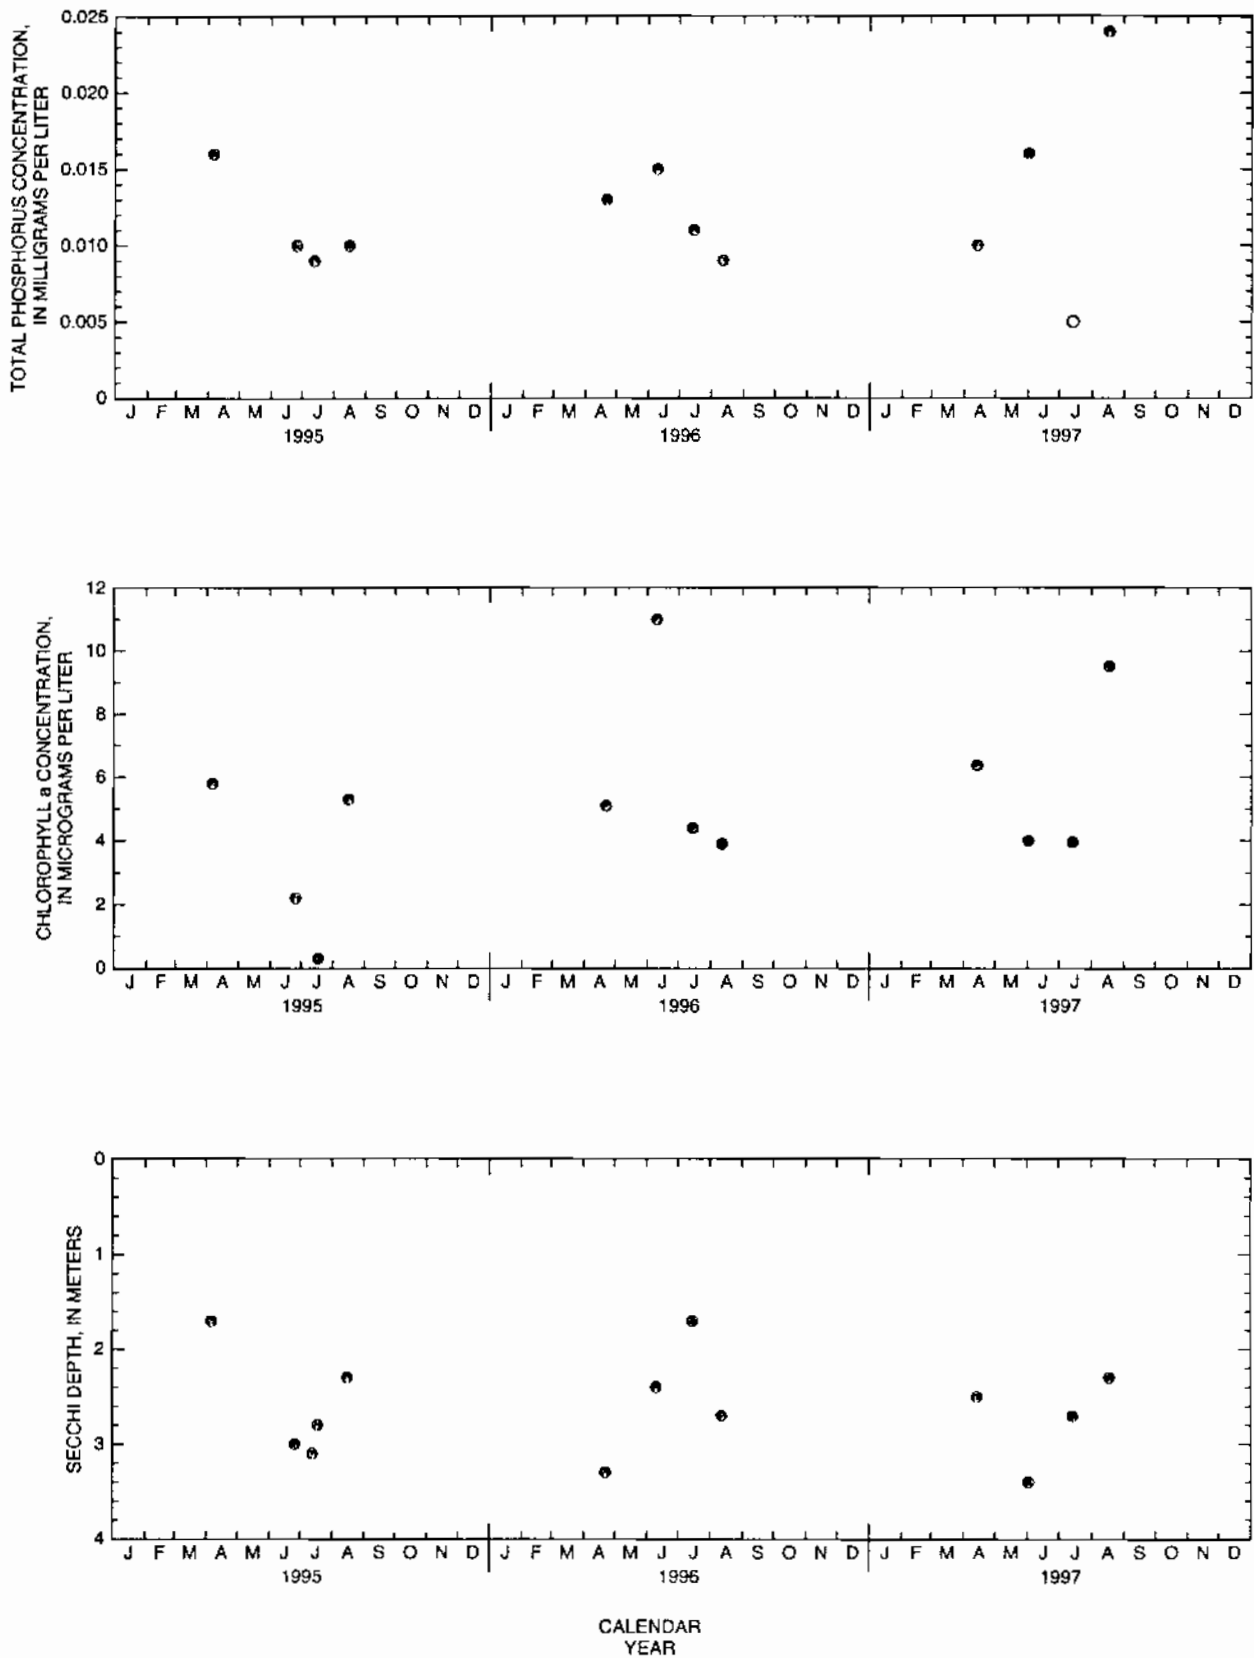 TOTAL PHOSPHORUS CONCENTRATION,
IN MILLIGRAMS PER LITER
0.025
0.020
0.015
0.010
0.005
0
J F M A M J J A S O N D J F M A M J J A S O N D J F M A M J J A S O N D
1995 1996 1997
CHLOROPHYLL a CONCENTRATION,
IN MICROGRAMS PER LITER
12
10
8
6
4
2
0
J F M A M J J A S O N D J F M A M J J A S O N D J F M A M J J A S O N D
1995 1996 1997
SECCHI DEPTH, IN METERS
0
1
2
3
4
J F M A M J J A S O N D J F M A M J J A S O N D J F M A M J J A S O N D
1995 1996 1997
CALENDAR
YEAR